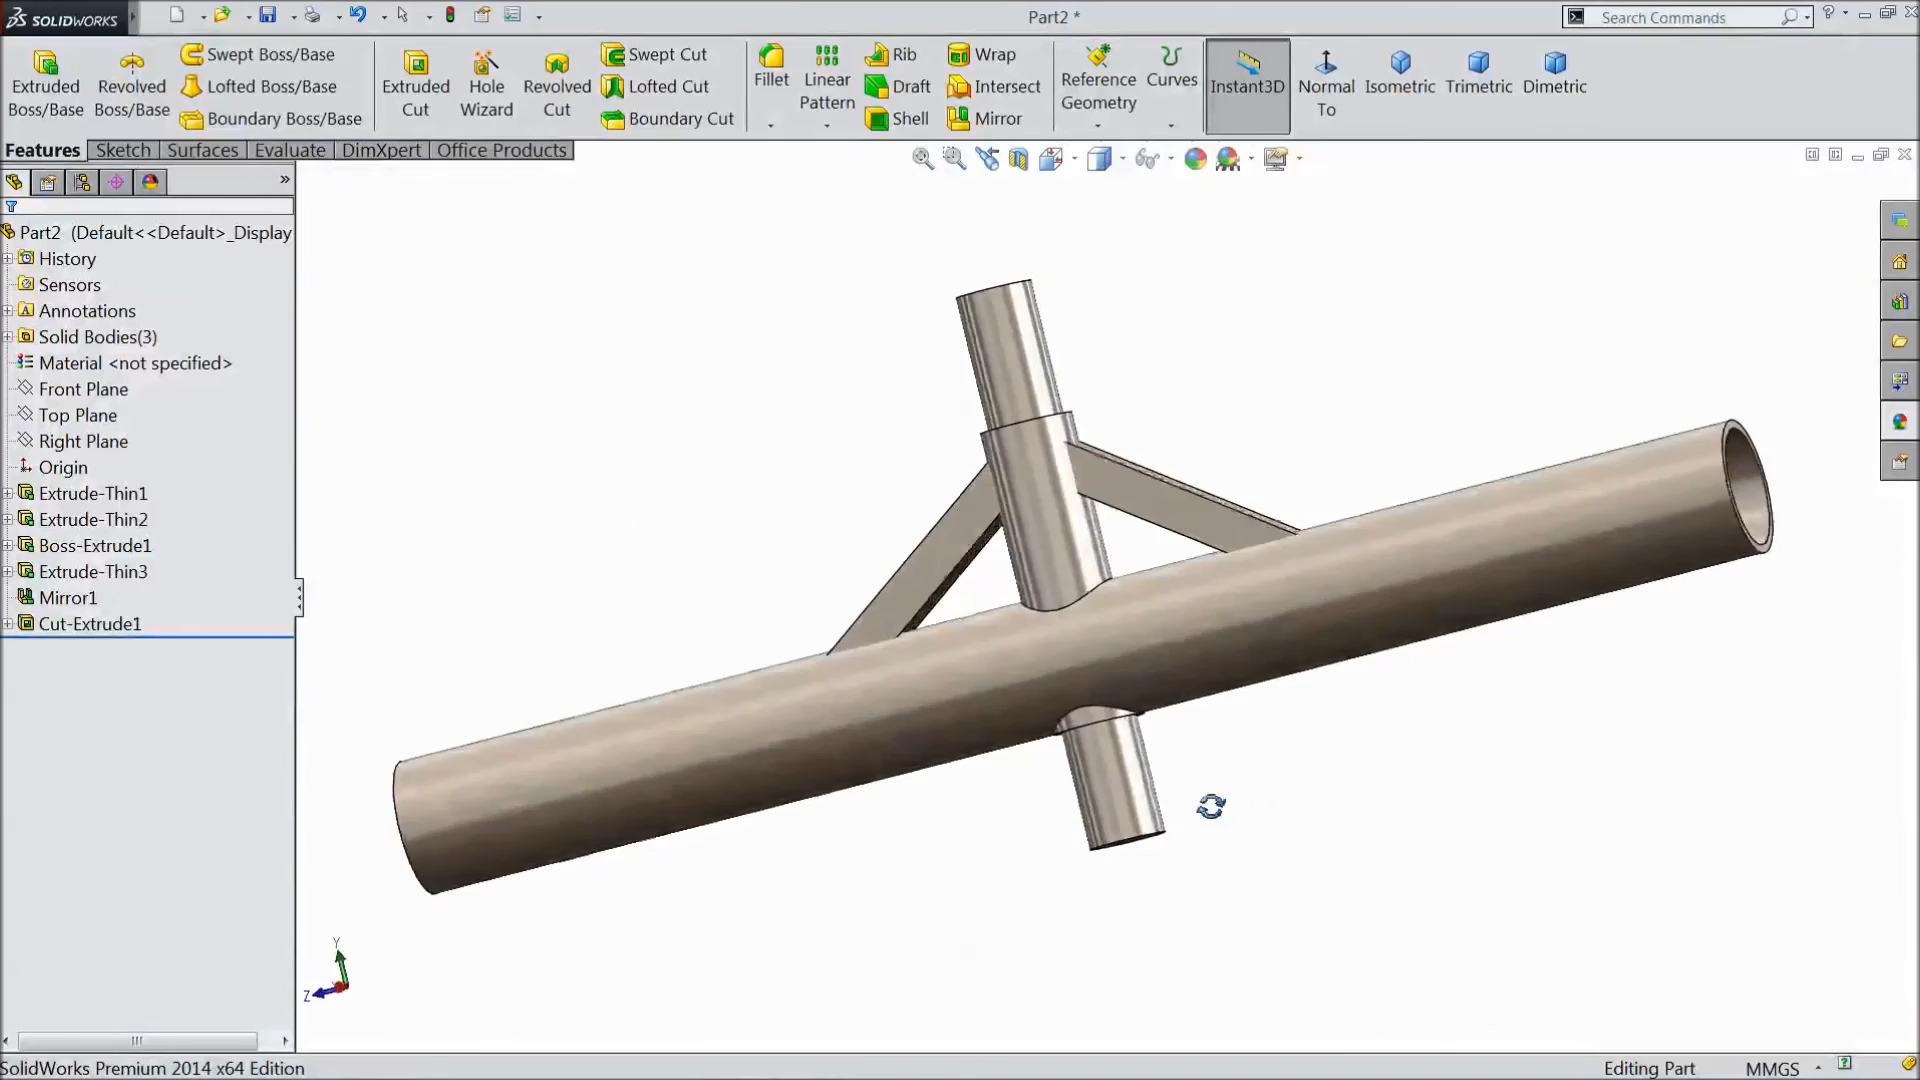 SOLIDWORKS
Part2 *
Search Commands
Extruded Boss/Base
Revolved Boss/Base
Swept Boss/Base
Lofted Boss/Base
Boundary Boss/Base
Extruded Cut
Hole Wizard
Revolved Cut
Swept Cut
Lofted Cut
Boundary Cut
Fillet
Linear Pattern
Rib
Draft
Shell
Wrap
Intersect
Mirror
Reference Geometry
Curves
Instant3D
Normal To
Isometric
Trimetric
Dimetric
Features
Sketch
Surfaces
Evaluate
DimXpert
Office Products
Part2 (Default<<Default>_Display
History
Sensors
Annotations
Solid Bodies(3)
Material <not specified>
Front Plane
Top Plane
Right Plane
Origin
Extrude-Thin1
Extrude-Thin2
Boss-Extrude1
Extrude-Thin3
Mirror1
Cut-Extrude1
Y
Z
SolidWorks Premium 2014 x64 Edition
Editing Part
MMGS